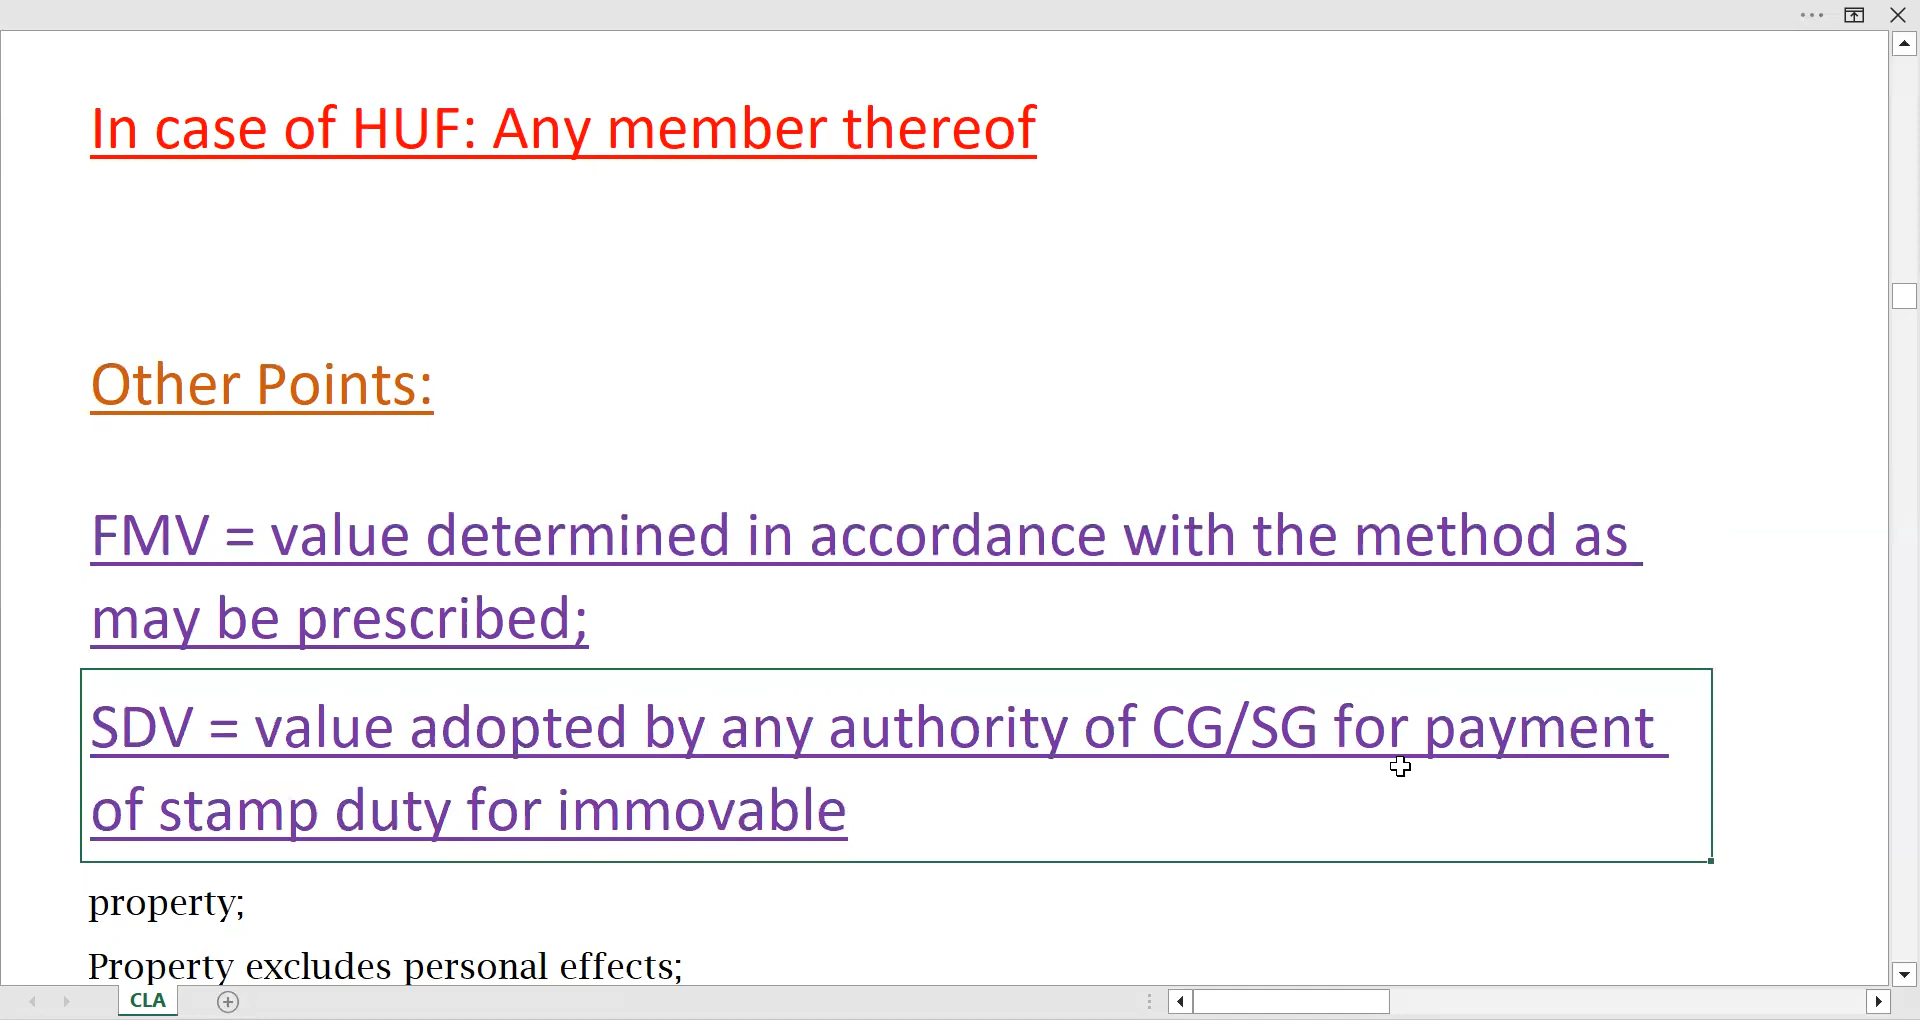 In case of HUF: Any member thereof
Other Points:
FMV = value determined in accordance with the method as
may be prescribed;
SDV = value adopted by any authority of CG/SG for payment
of stamp duty for immovable
property;
Property excludes personal effects;
CLA